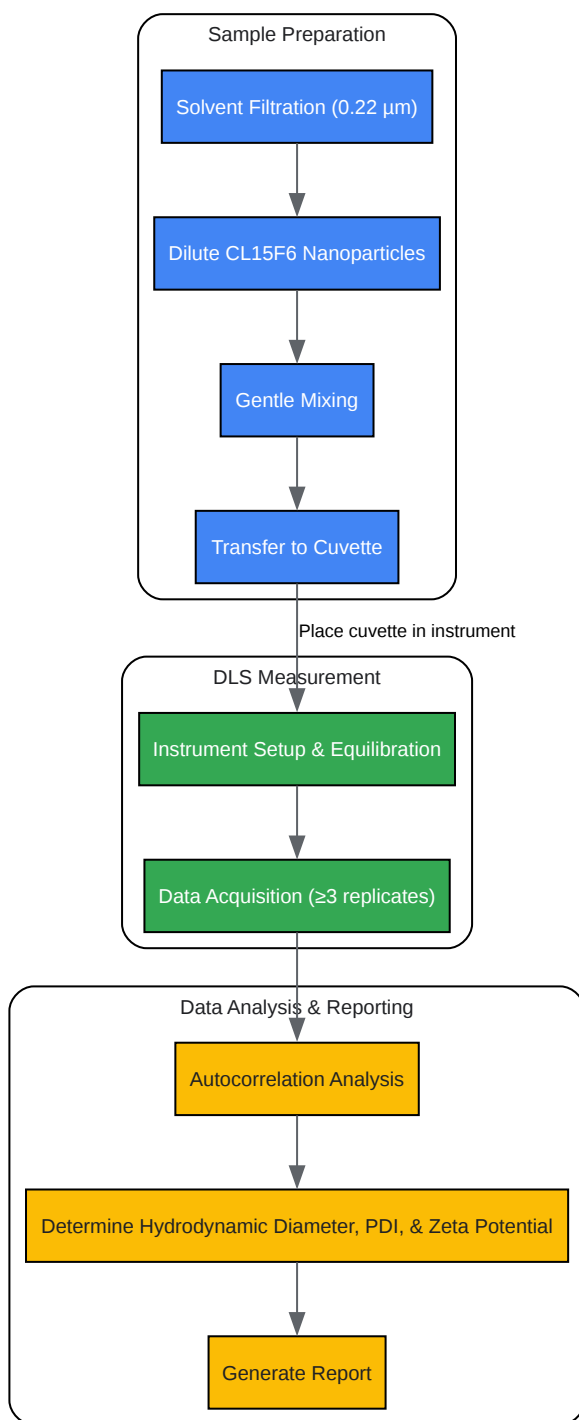 Sample Preparation
Solvent Filtration (0.22 µm)
Dilute CL15F6 Nanoparticles
Gentle Mixing
Transfer to Cuvette
Place cuvette in instrument
DLS Measurement
Instrument Setup & Equilibration
Data Acquisition (≥3 replicates)
Data Analysis & Reporting
Autocorrelation Analysis
Determine Hydrodynamic Diameter, PDI, & Zeta Potential
Generate Report